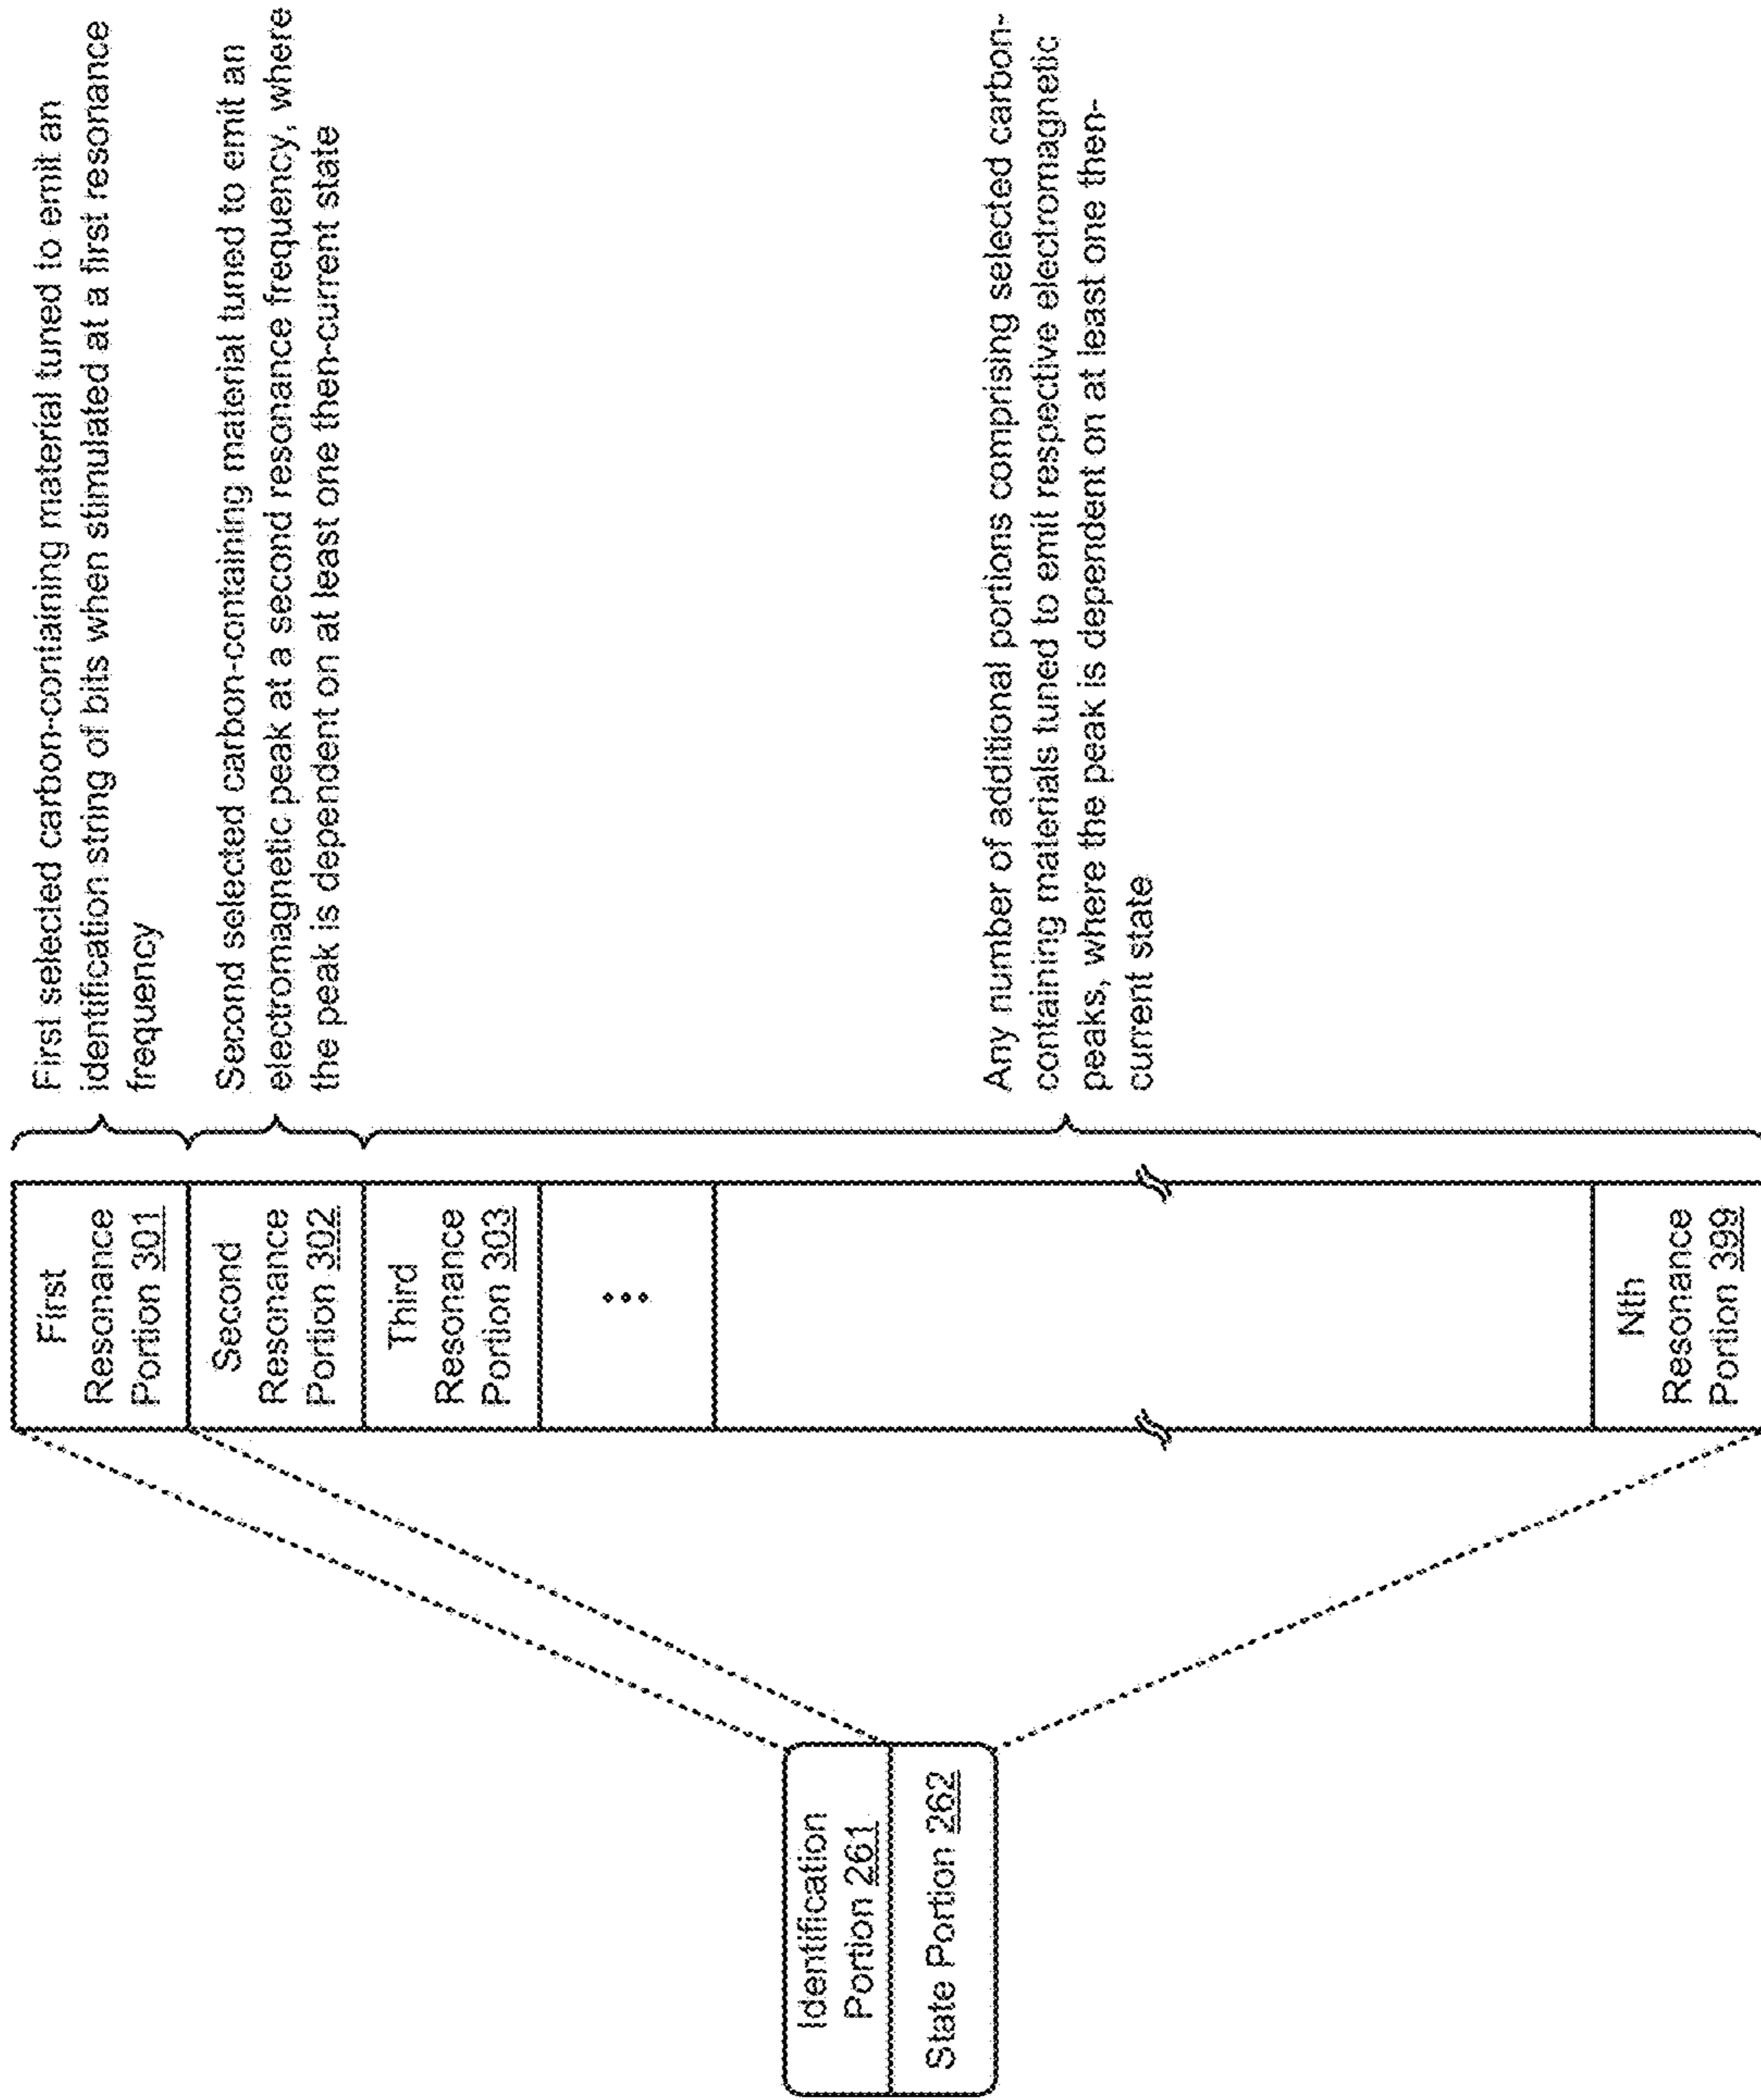 Identification
Portion 261
State Portion 262
First
Resonance
Portion 301
Second
Resonance
Portion 302
Third
Resonance
Portion 303
Nth
Resonance
Portion 399
First selected carbon-containing material tuned to emit an
identification string of bits when stimulated at a first resonance
frequency
Second selected carbon-containing material tuned to emit an
electromagnetic peak at a second resonance frequency, where
the peak is dependent on at least one then-current state
Any number of additional portions comprising selected carbon-
containing materials tuned to emit respective electromagnetic
peaks, where the peak is dependent on at least one then-
current state